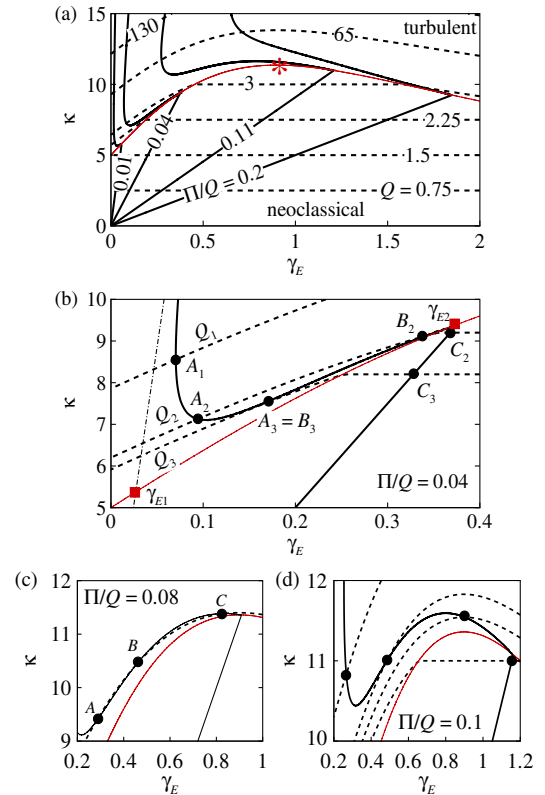 (a)
15
10
5
0
κ
130
65
turbulent
3
2.25
1.5
Q = 0.75
0.01
0.04
0.11
Π/Q = 0.2
neoclassical
*
0
0.5
1
1.5
2
γE
(b)
10
9
8
7
6
5
κ
Q1
Q2
Q3
A1
A2
A3 = B3
B2
γE2
C2
C3
γE1
Π/Q = 0.04
0
0.1
0.2
0.3
0.4
γE
(c)
12
11
10
9
κ
Π/Q = 0.08
A
B
C
0.2
0.4
0.6
0.8
1
γE
(d)
12
11
10
κ
Π/Q = 0.1
0.2
0.4
0.6
0.8
1
1.2
γE